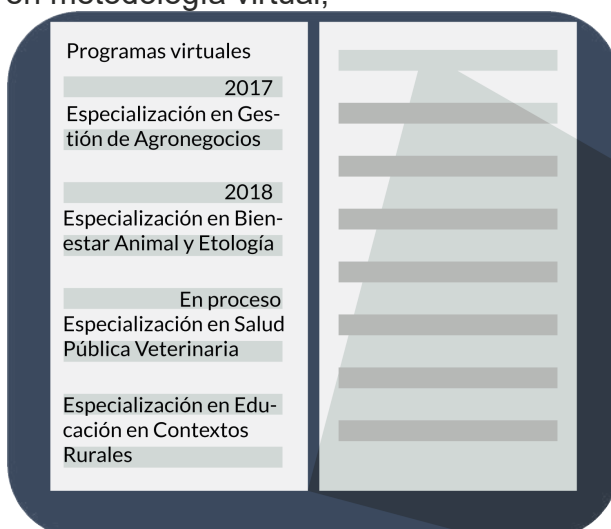 en metodología virtual,
Programas virtuales
2017
Especialización en Ges-
tión de Agronegocios
2018
Especialización en Bien-
estar Animal y Etología
En proceso
Especialización en Salud
Pública Veterinaria
Especialización en Edu-
cación en Contextos
Rurales